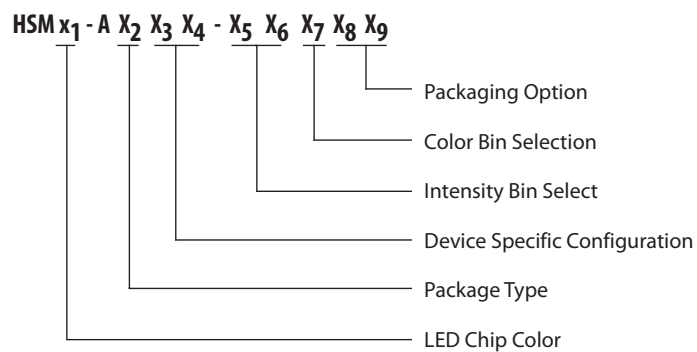 HSM x1 - A X2 X3 X4 - X5 X6 X7 X8 X9
Packaging Option
Color Bin Selection
Intensity Bin Select
Device Specific Configuration
Package Type
LED Chip Color